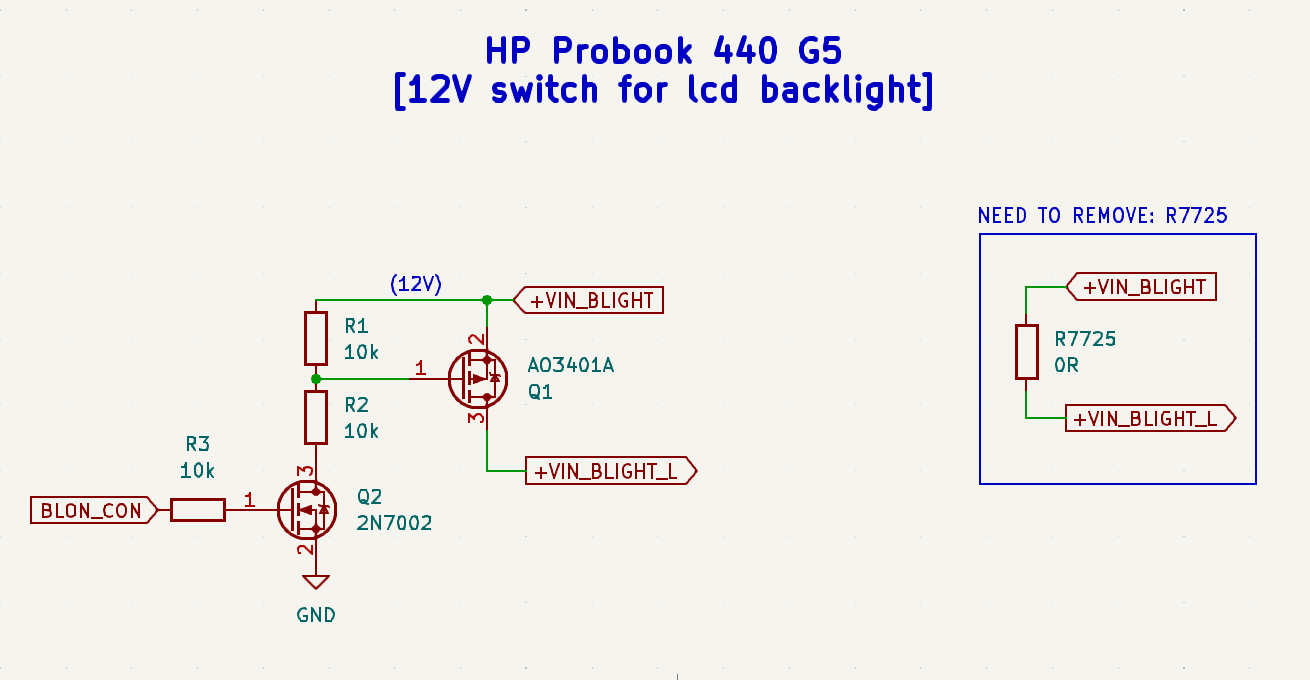 HP Probook 440 G5
[12V switch for lcd backlight]
NEED TO REMOVE: R7725
(12V)
+VIN_BLIGHT
R1
10k
2
1
AO3401A
Q1
3
R2
10k
+VIN_BLIGHT_L
R3
10k
3
BLON_CON
1
Q2
2N7002
2
GND
+VIN_BLIGHT
R7725
0R
+VIN_BLIGHT_L